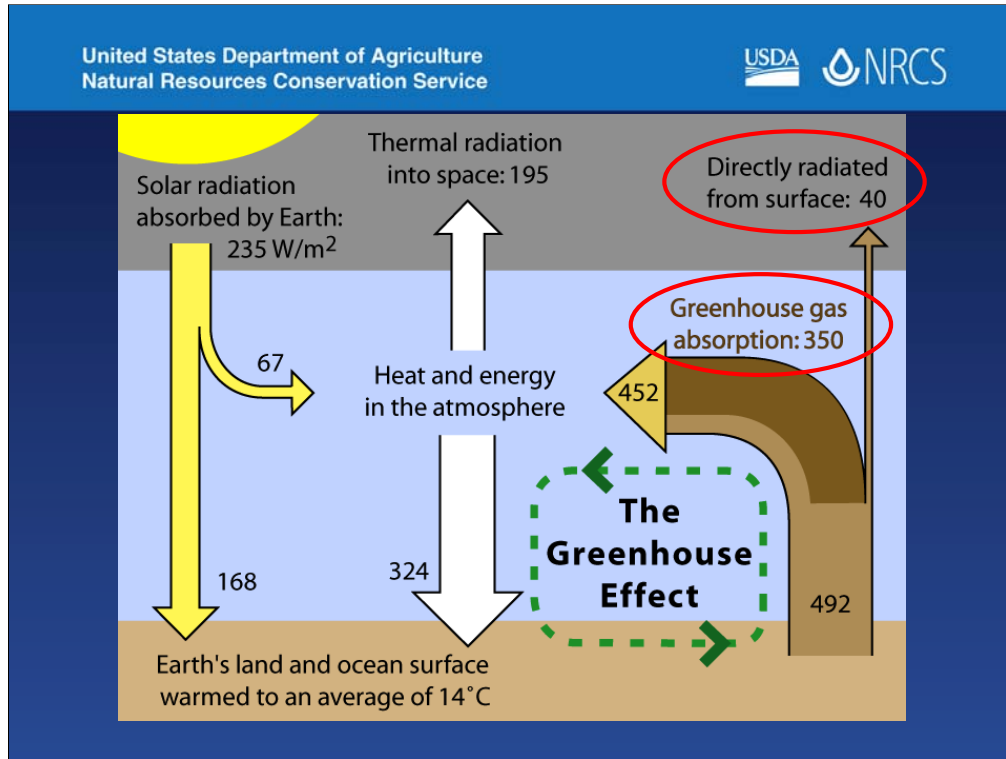 United States Department of Agriculture
Natural Resources Conservation Service
USDA
NRCS
Solar radiation
absorbed by Earth:
235 W/m²
Thermal radiation
into space: 195
Directly radiated
from surface: 40
Greenhouse gas
absorption: 350
67
Heat and energy
in the atmosphere
452
The
Greenhouse
Effect
168
324
492
Earth's land and ocean surface
warmed to an average of 14˚C